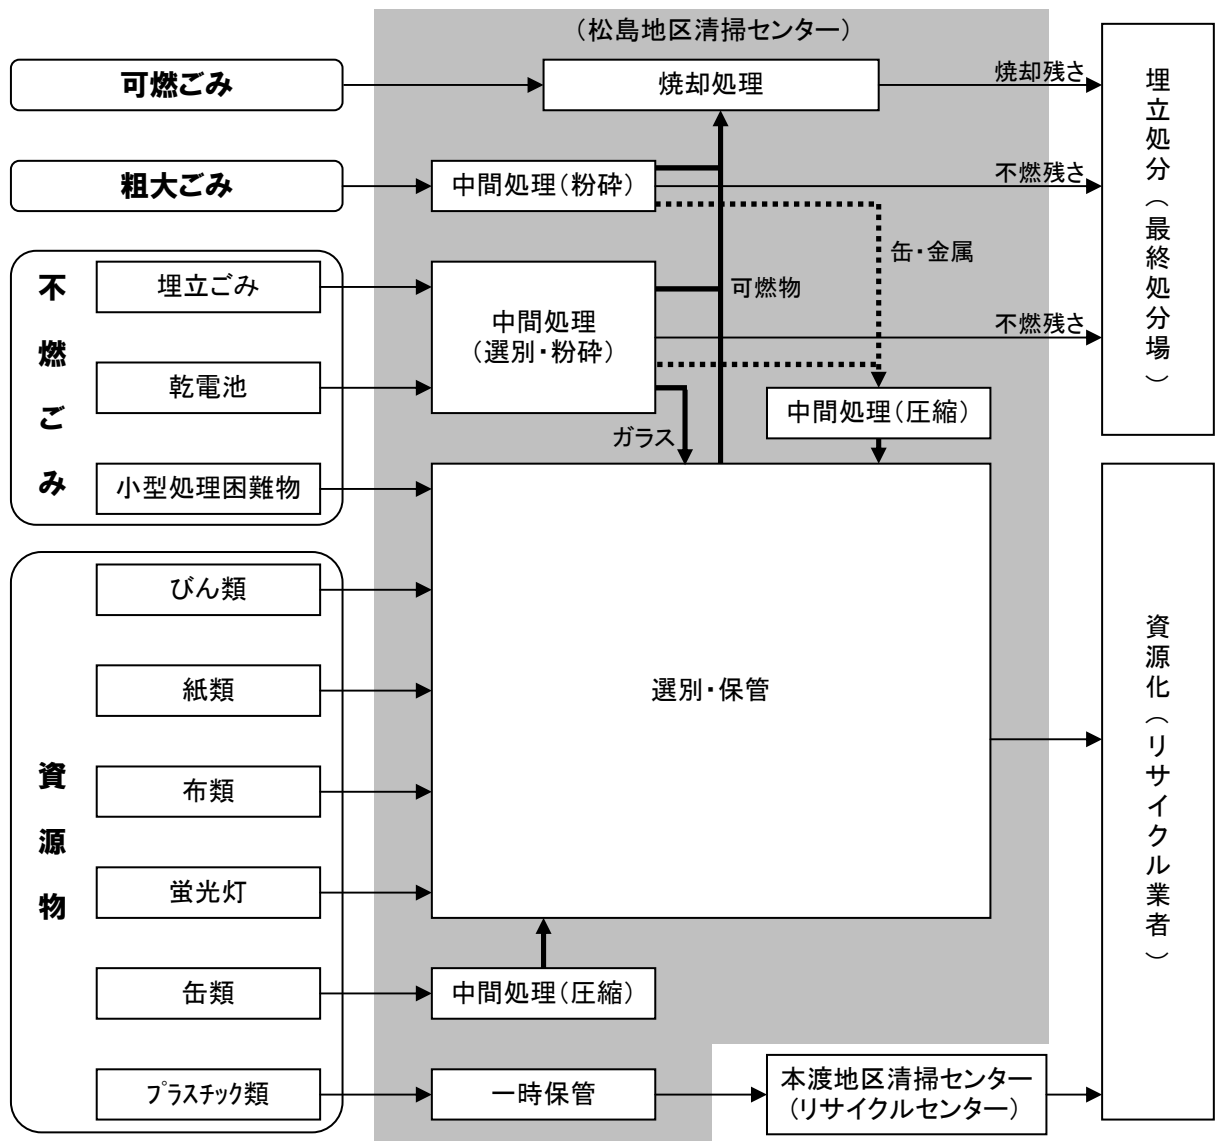 （松島地区清掃センター）
可燃ごみ
焼却処理
焼却残さ
粗大ごみ
中間処理（粉砕）
不燃残さ
埋立処分（最終処分場）
缶・金属
不燃ごみ
埋立ごみ
可燃物
中間処理
（選別・粉砕）
不燃残さ
乾電池
中間処理（圧縮）
ガラス
小型処理困難物
資源物
びん類
紙類
選別・保管
資源化（リサイクル業者）
布類
蛍光灯
缶類
中間処理（圧縮）
プラスチック類
一時保管
本渡地区清掃センター
（リサイクルセンター）